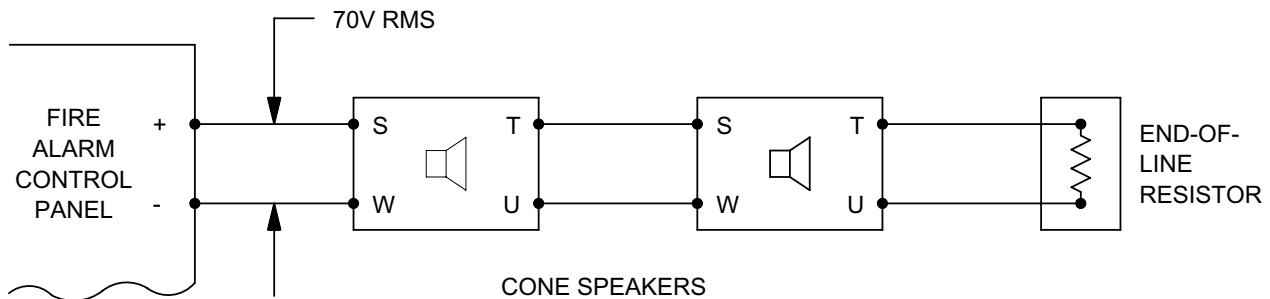 70V RMS
FIRE
ALARM
CONTROL
PANEL
+
-
S
T
W
U
S
T
W
U
END-OF-
LINE
RESISTOR
CONE SPEAKERS